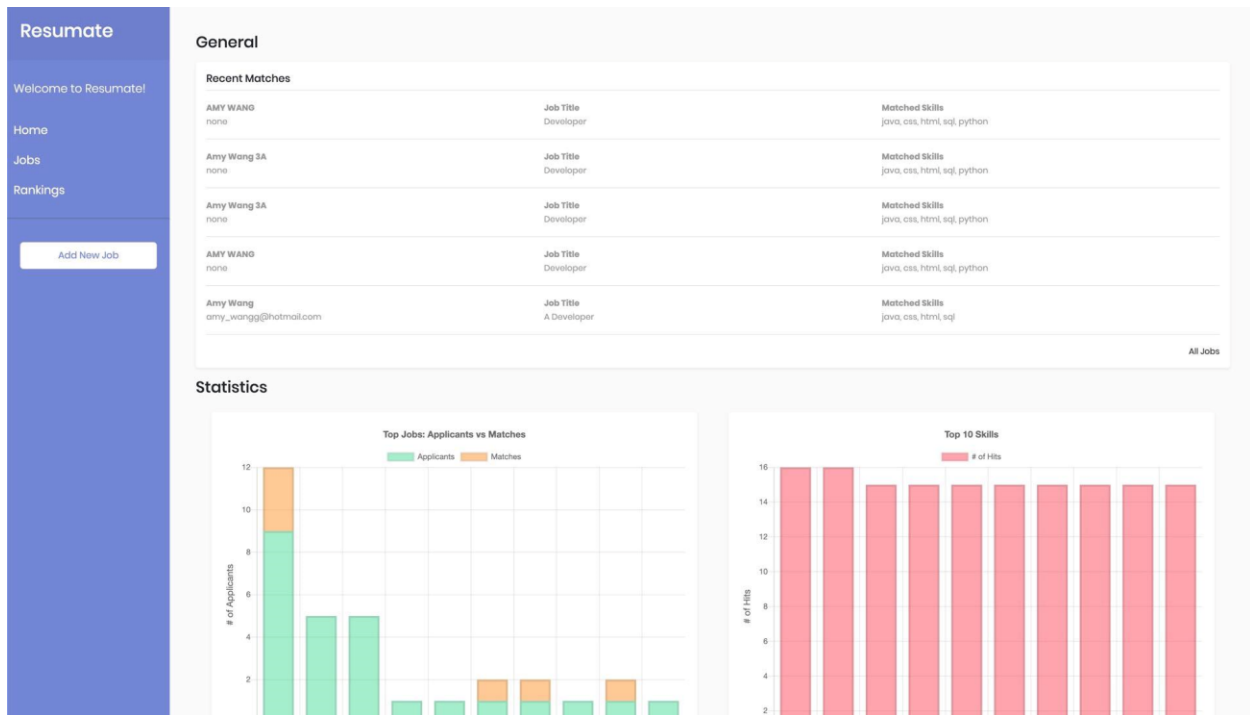 Resumate
Welcome to Resumate!
Home
Jobs
Rankings
Add New Job
General
Recent Matches
AMY WANG Job Title Matched Skills
none Developer java, css, html, sql, python
Amy Wang 3A Job Title Matched Skills
none Developer java, css, html, sql, python
Amy Wang 3A Job Title Matched Skills
none Developer java, css, html, sql, python
AMY WANG Job Title Matched Skills
none Developer java, css, html, sql, python
Amy Wang Job Title Matched Skills
amy_wangg@hotmail.com A Developer java, css, html, sql
All Jobs
Statistics
Top Jobs: Applicants vs Matches
Applicants Matches
12
10
8
6
4
2
# of Applicants
Top 10 Skills
# of Hits
16
14
12
10
8
6
4
2
# of Hits